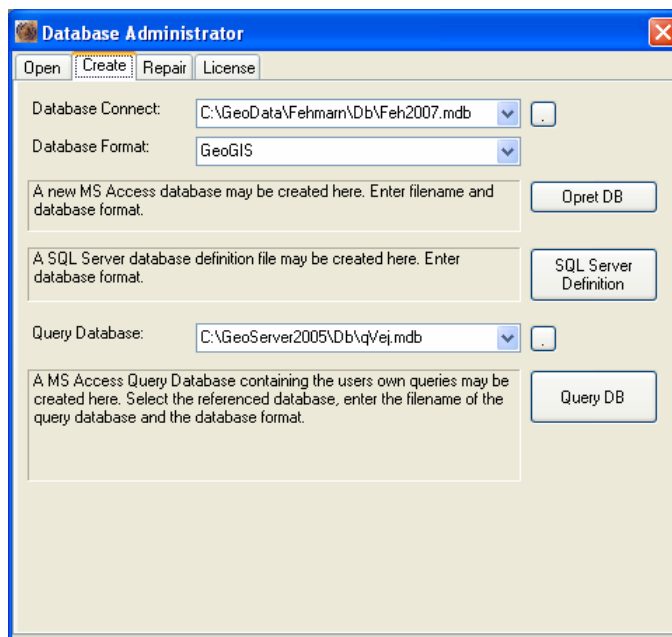 Database Administrator
Open Create Repair License
Database Connect: C:\GeoData\Fehmarn\Db\Feh2007.mdb .
Database Format: GeoGIS
A new MS Access database may be created here. Enter filename and
database format.
Opret DB
A SQL Server database definition file may be created here. Enter
database format.
SQL Server
Definition
Query Database: C:\GeoServer2005\Db\qVej.mdb .
A MS Access Query Database containing the users own queries may be
created here. Select the referenced database, enter the filename of the
query database and the database format.
Query DB